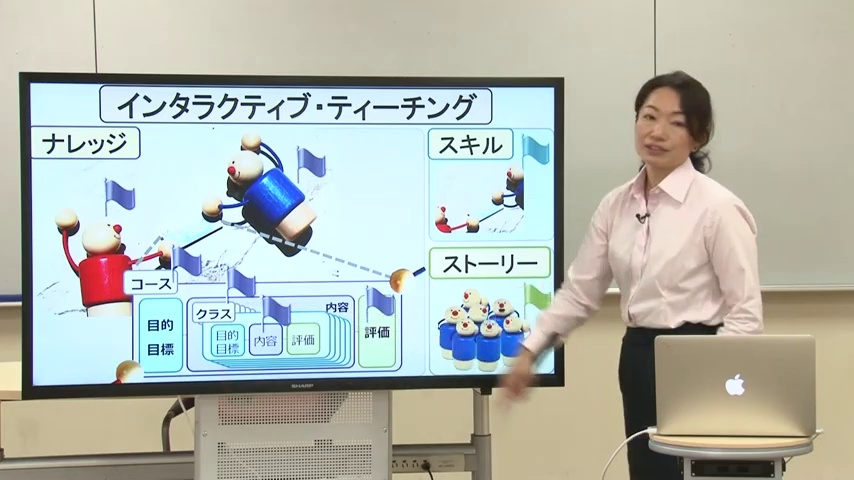 インタラクティブ・ティーチング
ナレッジ
スキル
ストーリー
コース
目的
目標
クラス
内容
目的
目標
内容
評価
評価
SHARP